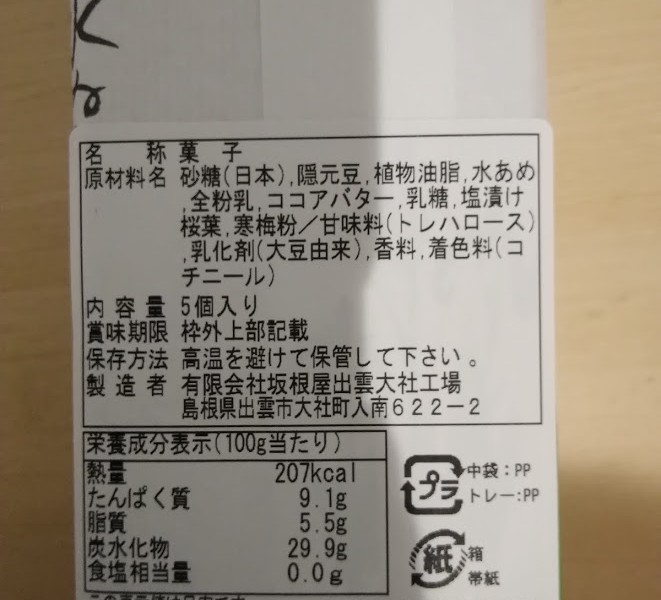 名 称 菓 子
原材料名 砂糖(日本),隠元豆,植物油脂,水あめ
,全粉乳,ココアバター,乳糖,塩漬け
桜葉,寒梅粉／甘味料(トレハロース)
,乳化剤(大豆由来),香料,着色料(コ
チニール)
内 容 量 5個入り
賞味期限 枠外上部記載
保存方法 高温を避けて保管して下さい。
製 造 者 有限会社坂根屋出雲大社工場
島根県出雲市大社町入南６２２－２
栄養成分表示(100g当たり)
熱量 207kcal
たんぱく質 9.1g
脂質 5.5g
炭水化物 29.9g
食塩相当量 0.0g
プラ 中袋：PP
トレー:PP
紙 箱
帯紙